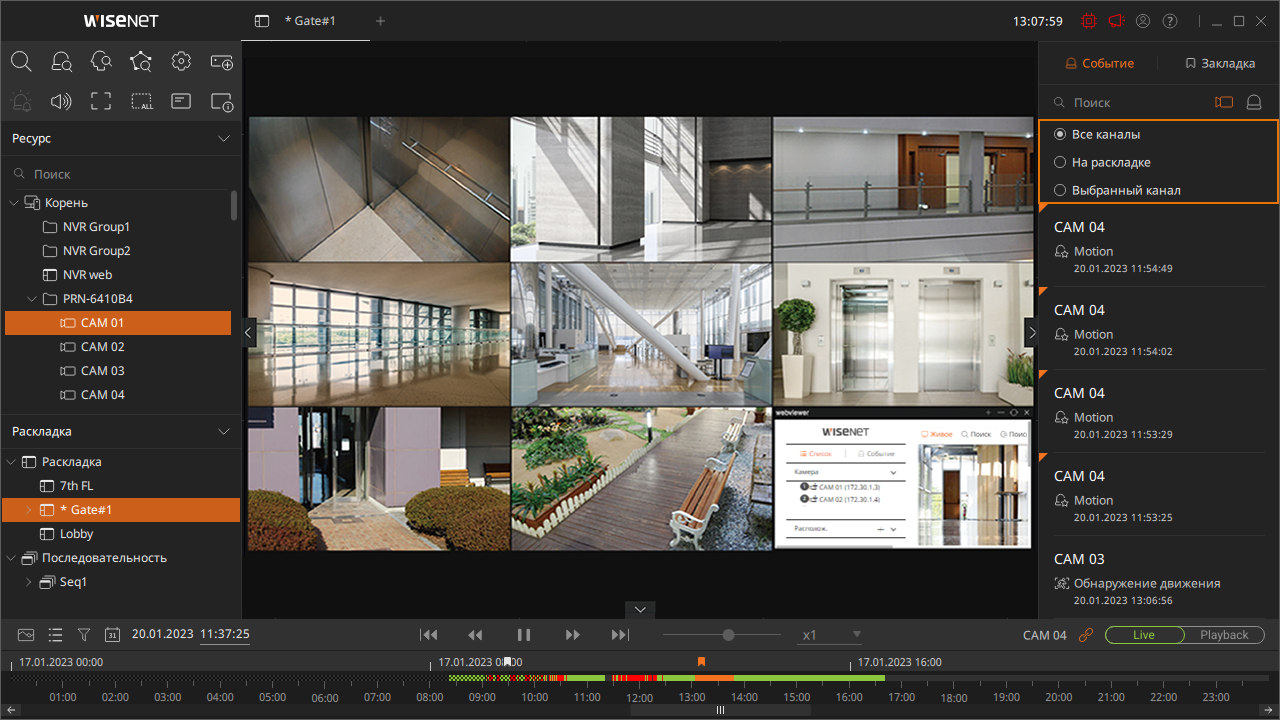 WISENET
* Gate#1
13:07:59
ALL
Ресурс
Поиск
Корень
NVR Group1
NVR Group2
NVR web
PRN-6410B4
CAM 01
CAM 02
CAM 03
CAM 04
Раскладка
Раскладка
7th FL
* Gate#1
Lobby
Последовательность
Seq1
webviewer
WISENET
Живое Поиск Поис
Список Событие
Камера
1 CAM 01 (172.30.1.3)
2 CAM 02 (172.30.1.4)
Располож.
Событие Закладка
Поиск
Все каналы
На раскладке
Выбранный канал
CAM 04
Motion
20.01.2023 11:54:49
CAM 04
Motion
20.01.2023 11:54:02
CAM 04
Motion
20.01.2023 11:53:29
CAM 04
Motion
20.01.2023 11:53:25
CAM 03
Обнаружение движения
20.01.2023 13:06:56
31 20.01.2023 11:37:25
x1
CAM 04 Live Playback
17.01.2023 00:00 17.01.2023 08:00 17.01.2023 16:00
01:00 02:00 03:00 04:00 05:00 06:00 07:00 08:00 09:00 10:00 11:00 12:00 13:00 14:00 15:00 16:00 17:00 18:00 19:00 20:00 21:00 22:00 23:00